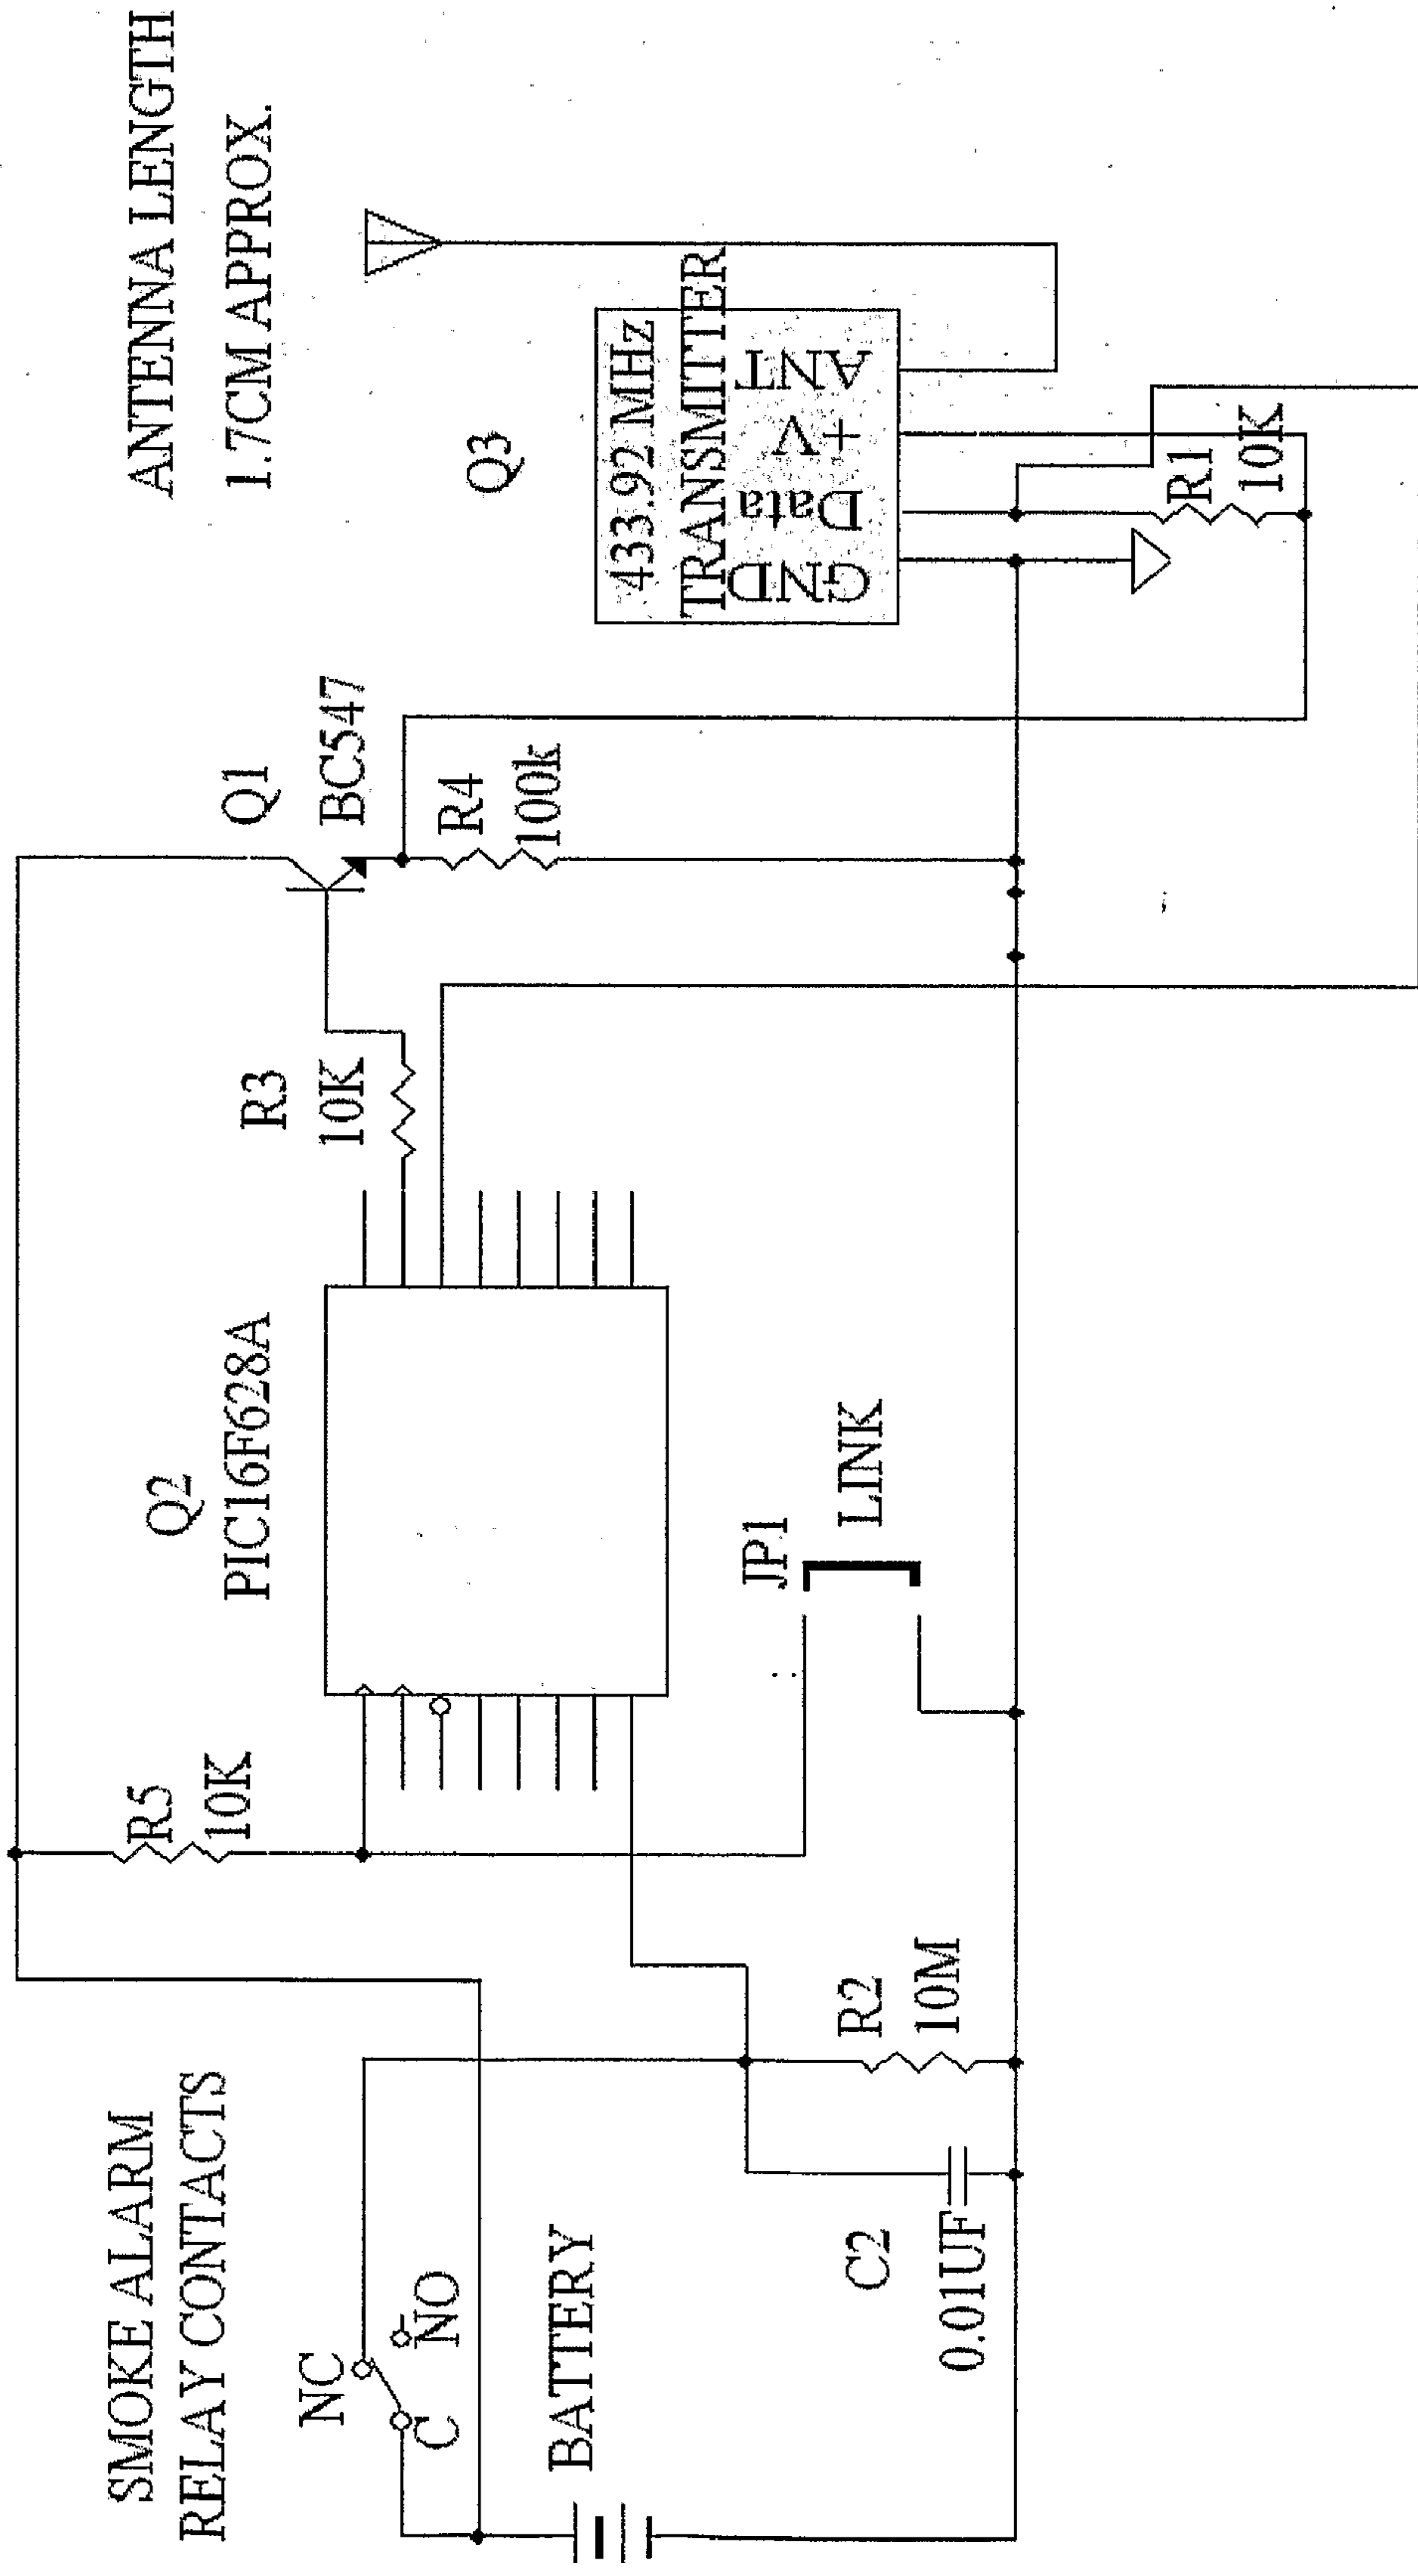 SMOKE ALARM
RELAY CONTACTS
NC
C
NO
BATTERY
C2
0.01UF
R2
10M
R5
10K
Q2
PIC16F628A
JP1
LINK
R3
10K
Q1
BC547
R4
100k
ANTENNA LENGTH
1.7CM APPROX.
Q3
433.92 MHz
TRANSMITTER
GND
Data
+V
ANT
R1
10K